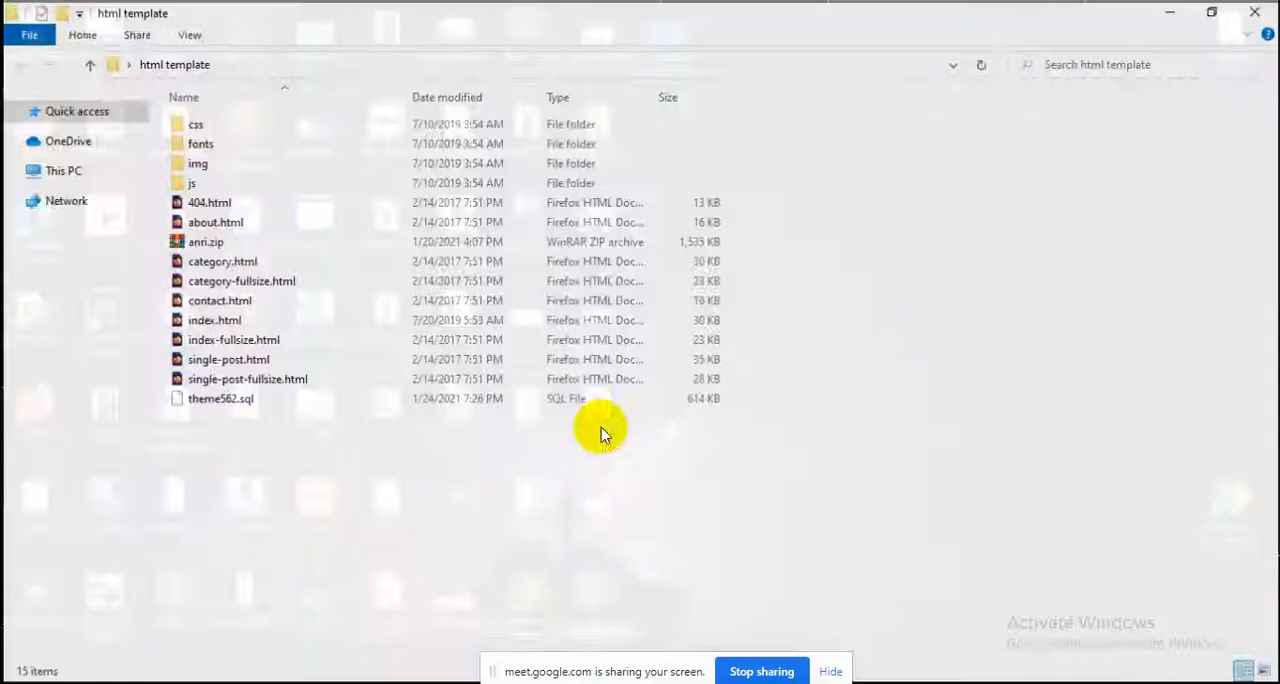 html template
File Home Share View
html template
Search html template
Name Date modified Type Size
Quick access
OneDrive
This PC
Network
css 7/10/2019 3:54 AM File folder
fonts 7/10/2019 3:54 AM File folder
img 7/10/2019 3:54 AM File folder
js 7/10/2019 3:54 AM File folder
404.html 2/14/2017 7:51 PM Firefox HTML Doc... 13 KB
about.html 2/14/2017 7:51 PM Firefox HTML Doc... 16 KB
anri.zip 1/20/2021 4:07 PM WinRAR ZIP archive 1,535 KB
category.html 2/14/2017 7:51 PM Firefox HTML Doc... 30 KB
category-fullsize.html 2/14/2017 7:51 PM Firefox HTML Doc... 23 KB
contact.html 2/14/2017 7:51 PM Firefox HTML Doc... 16 KB
index.html 7/20/2019 5:53 AM Firefox HTML Doc... 30 KB
index-fullsize.html 2/14/2017 7:51 PM Firefox HTML Doc... 23 KB
single-post.html 2/14/2017 7:51 PM Firefox HTML Doc... 35 KB
single-post-fullsize.html 2/14/2017 7:51 PM Firefox HTML Doc... 28 KB
theme562.sql 1/24/2021 7:26 PM SQL File 614 KB
Activate Windows
15 items
meet.google.com is sharing your screen. Stop sharing Hide